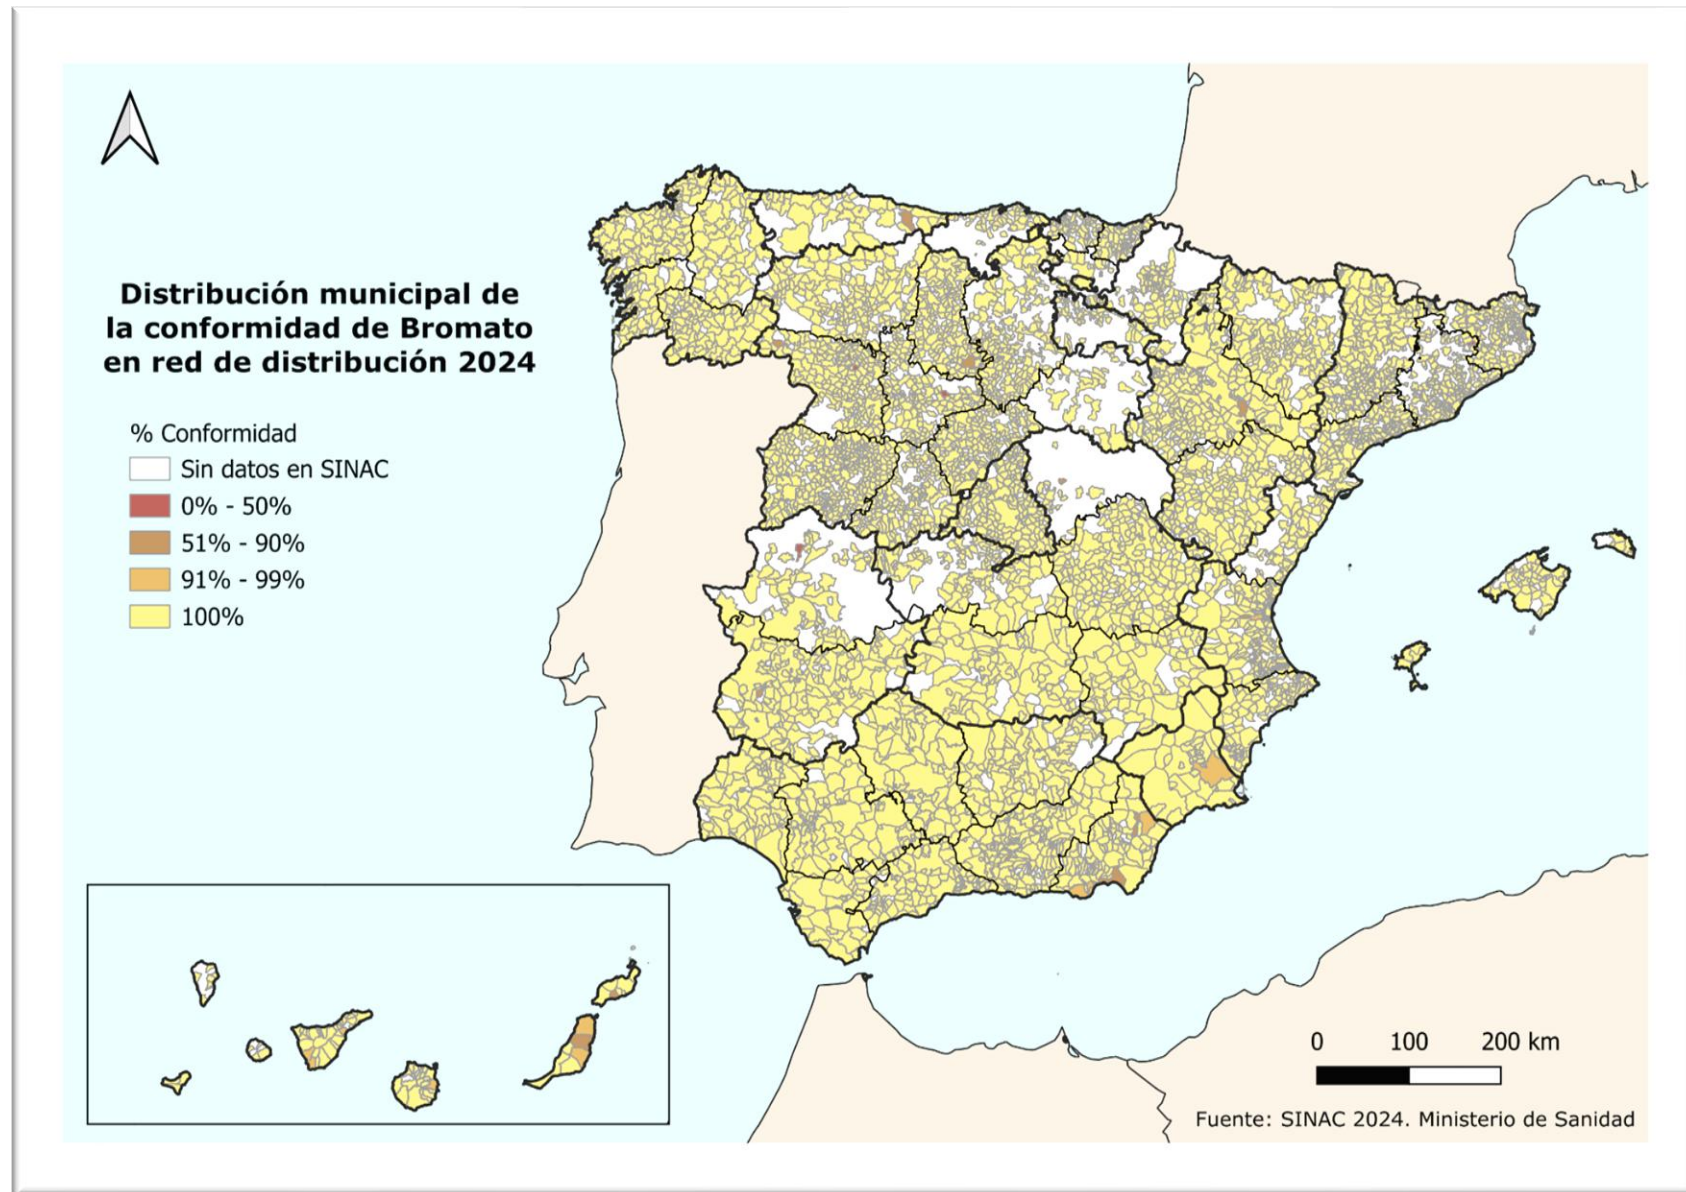 Distribución municipal de
la conformidad de Bromato
en red de distribución 2024
% Conformidad
Sin datos en SINAC
0% - 50%
51% - 90%
91% - 99%
100%
0 100 200 km
Fuente: SINAC 2024. Ministerio de Sanidad